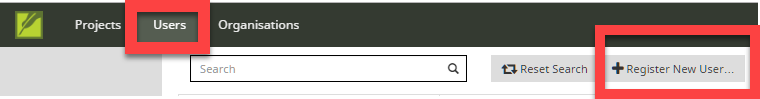 Projects Users Organisations
Search Reset Search Register New User...